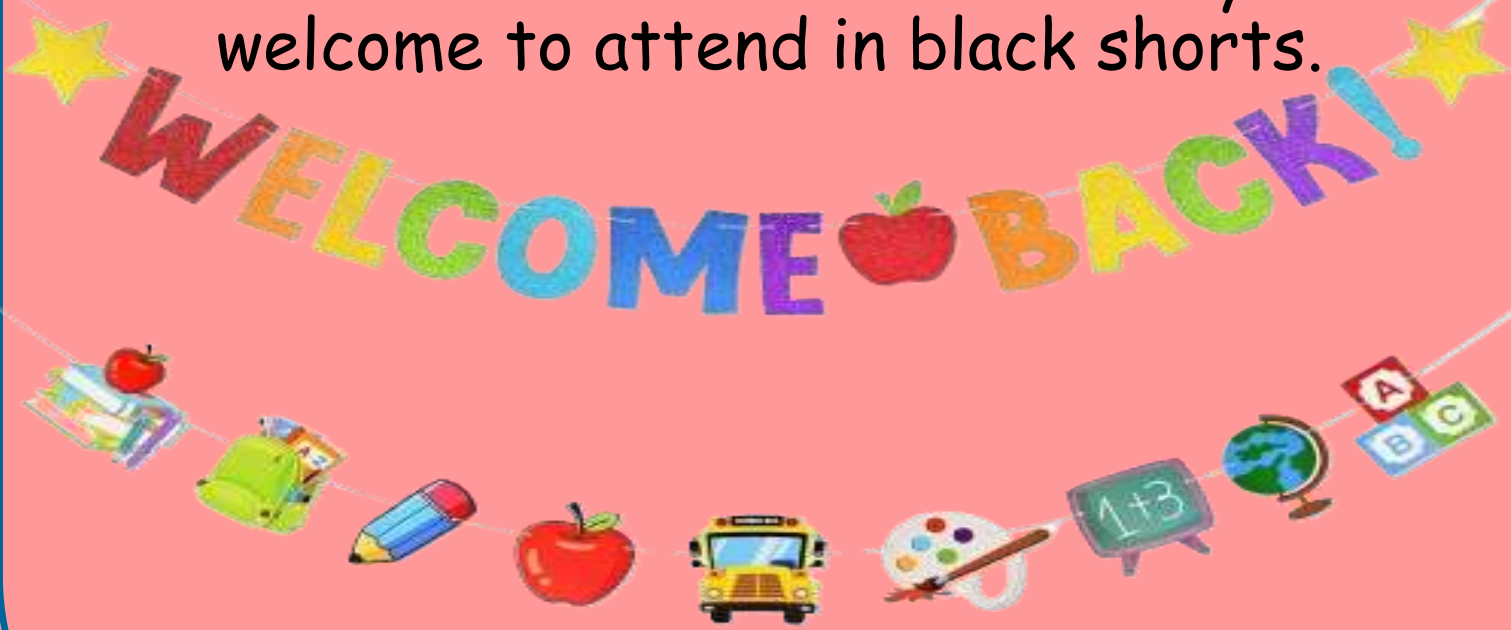 welcome to attend in black shorts.
WELCOME BACK!
A Z
1+3
A
B C